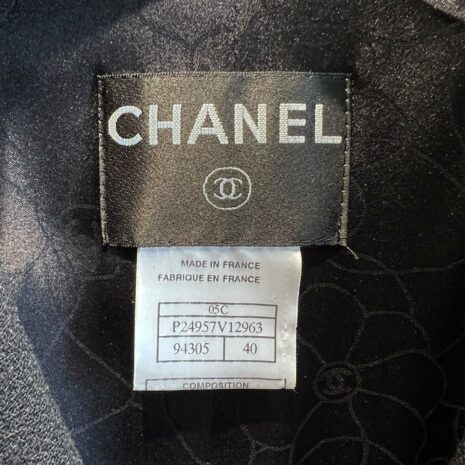 CHANEL
MADE IN FRANCE
FABRIQUE EN FRANCE
05C
P24957V12963
94305 40
COMPOSITION